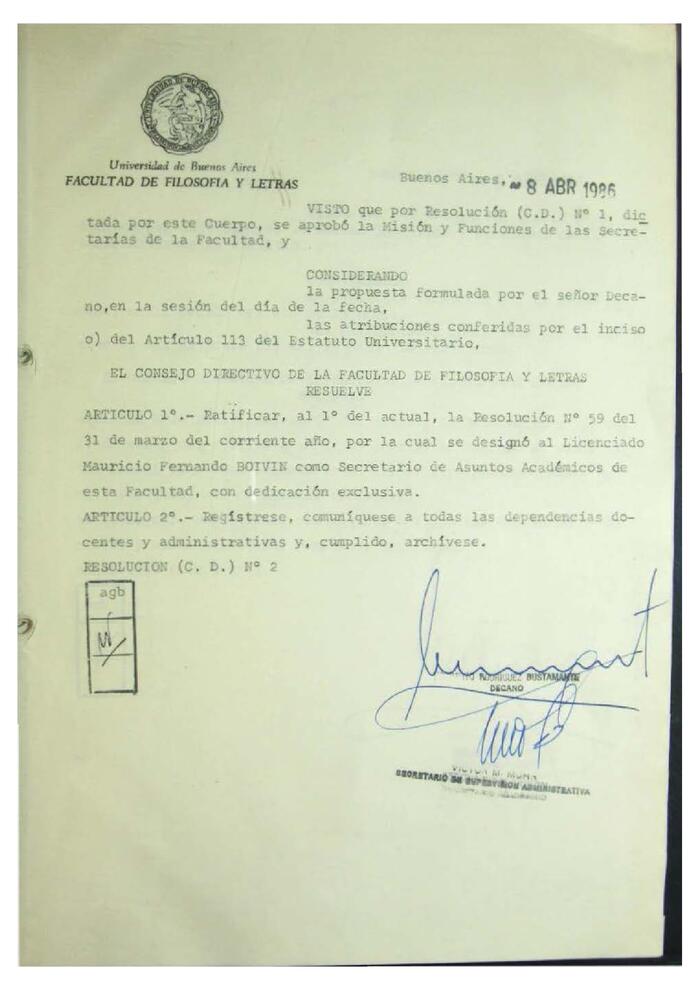 UNIVERSIDAD DE BUENOS AIRES
Universidad de Buenos Aires
FACULTAD DE FILOSOFIA Y LETRAS
Buenos Aires, - 8 ABR 1986
VISTO que por Resolución (C.D.) Nº 1, dic
tada por este Cuerpo, se aprobó la Misión y Funciones de las Secre-
tarías de la Facultad, y
CONSIDERANDO
la propuesta formulada por el señor Deca-
no,en la sesión del día de la fecha,
las atribuciones conferidas por el inciso
o) del Artículo 113 del Estatuto Universitario,
EL CONSEJO DIRECTIVO DE LA FACULTAD DE FILOSOFIA Y LETRAS
RESUELVE
ARTICULO 1º.- Ratificar, al 1º del actual, la Resolución Nº 59 del
31 de marzo del corriente año, por la cual se designó al Licenciado
Mauricio Fernando BOIVIN como Secretario de Asuntos Académicos de
esta Facultad, con dedicación exclusiva.
ARTICULO 2º.- Regístrese, comuníquese a todas las dependencias do-
centes y administrativas y, cumplido, archívese.
RESOLUCION (C. D.) Nº 2
agb
RODRIGUEZ BUSTAMANTE
DECANO
VICTOR M.
SECRETARIO DE SUPERVISION ADMINISTRATIVA